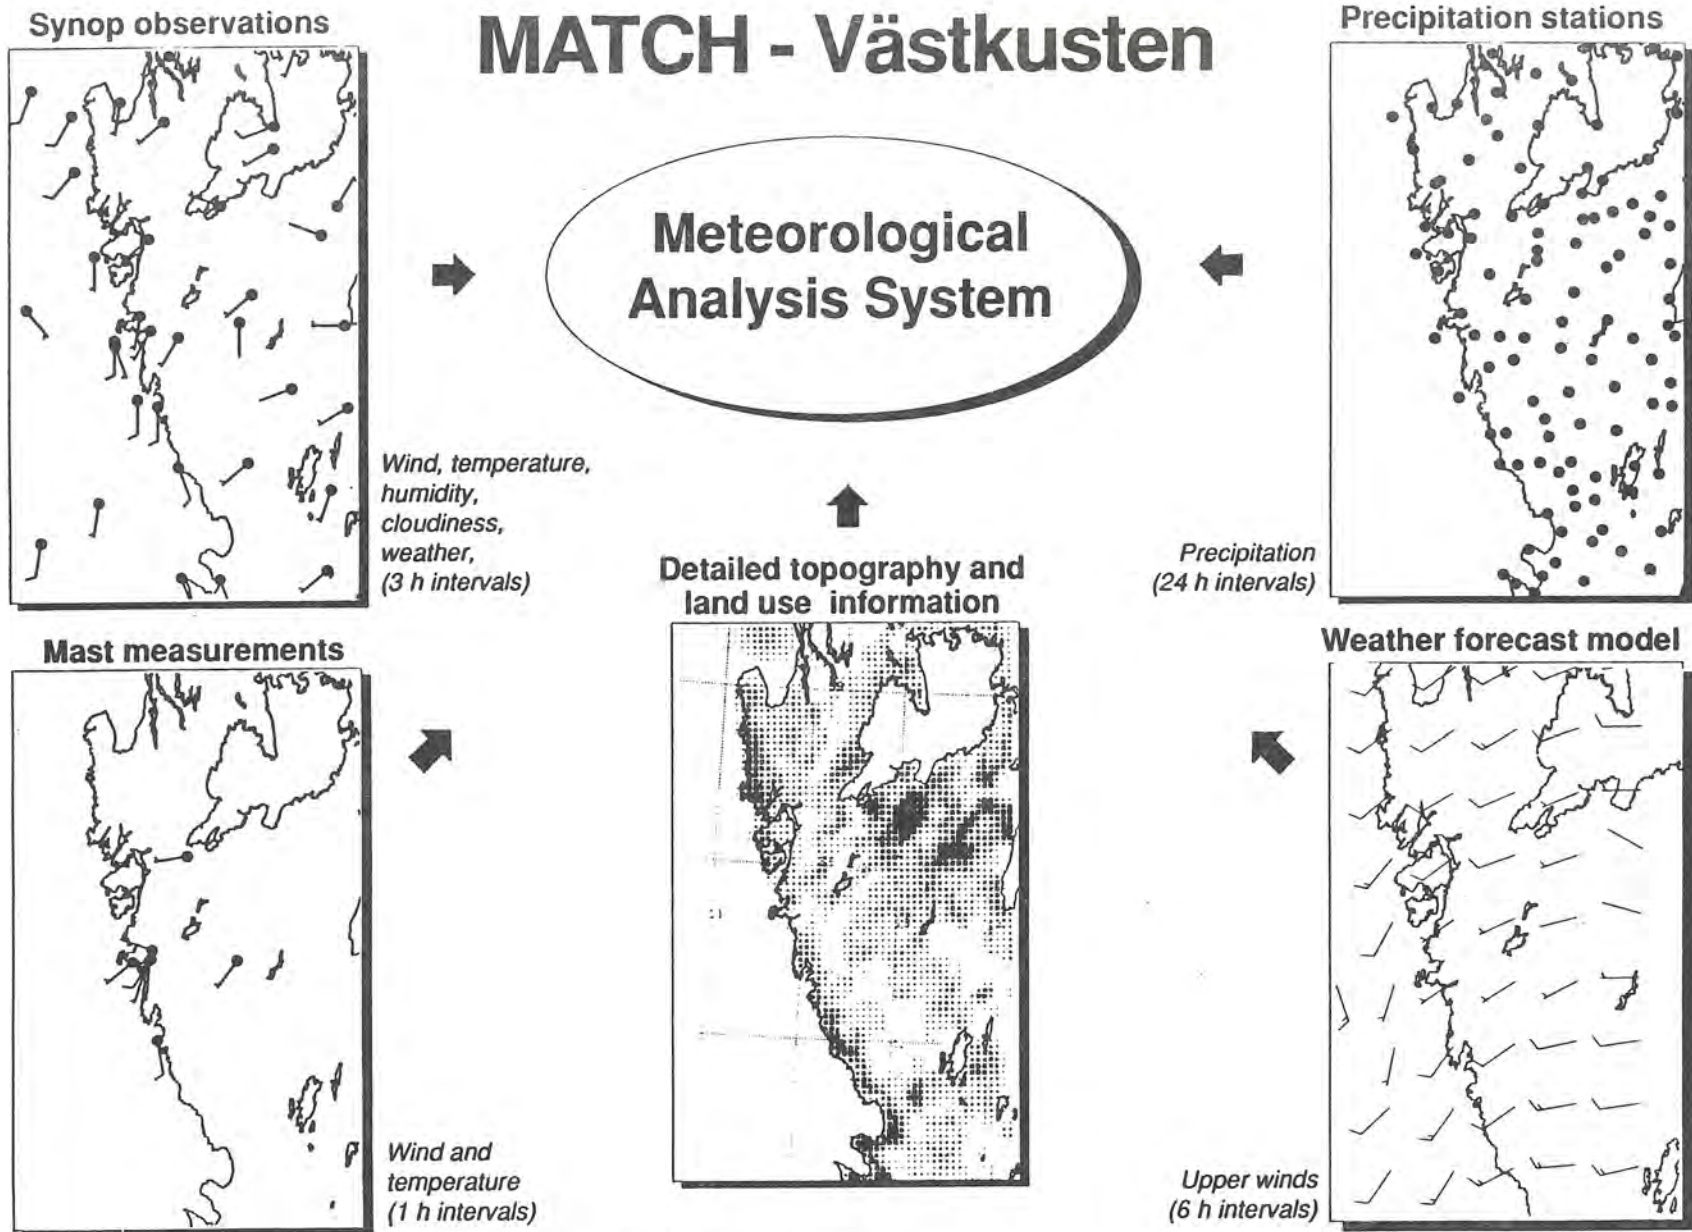 MATCH - Västkusten
Synop observations
Wind, temperature,
humidity,
cloudiness,
weather,
(3 h intervals)
Precipitation stations
Precipitation
(24 h intervals)
Meteorological
Analysis System
Mast measurements
Wind and
temperature
(1 h intervals)
Detailed topography and
land use information
Weather forecast model
Upper winds
(6 h intervals)